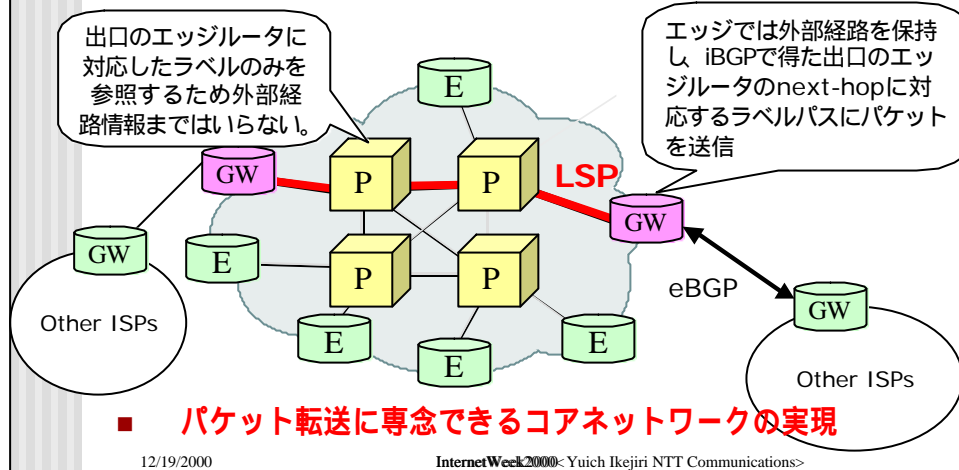 出口のエッジルータに
対応したラベルのみを
参照するため外部経
路情報まではいらない。
エッジでは外部経路を保持
し、iBGPで得た出口のエッ
ジルータのnext-hopに対
応するラベルパスにパケット
を送信
E
GW
P
P
LSP
GW
GW
E
P
P
eBGP
GW
Other ISPs
E
E
E
Other ISPs
■ パケット転送に専念できるコアネットワークの実現
12/19/2000
InternetWeek2000<Yuich Ikejiri NTT Communications>